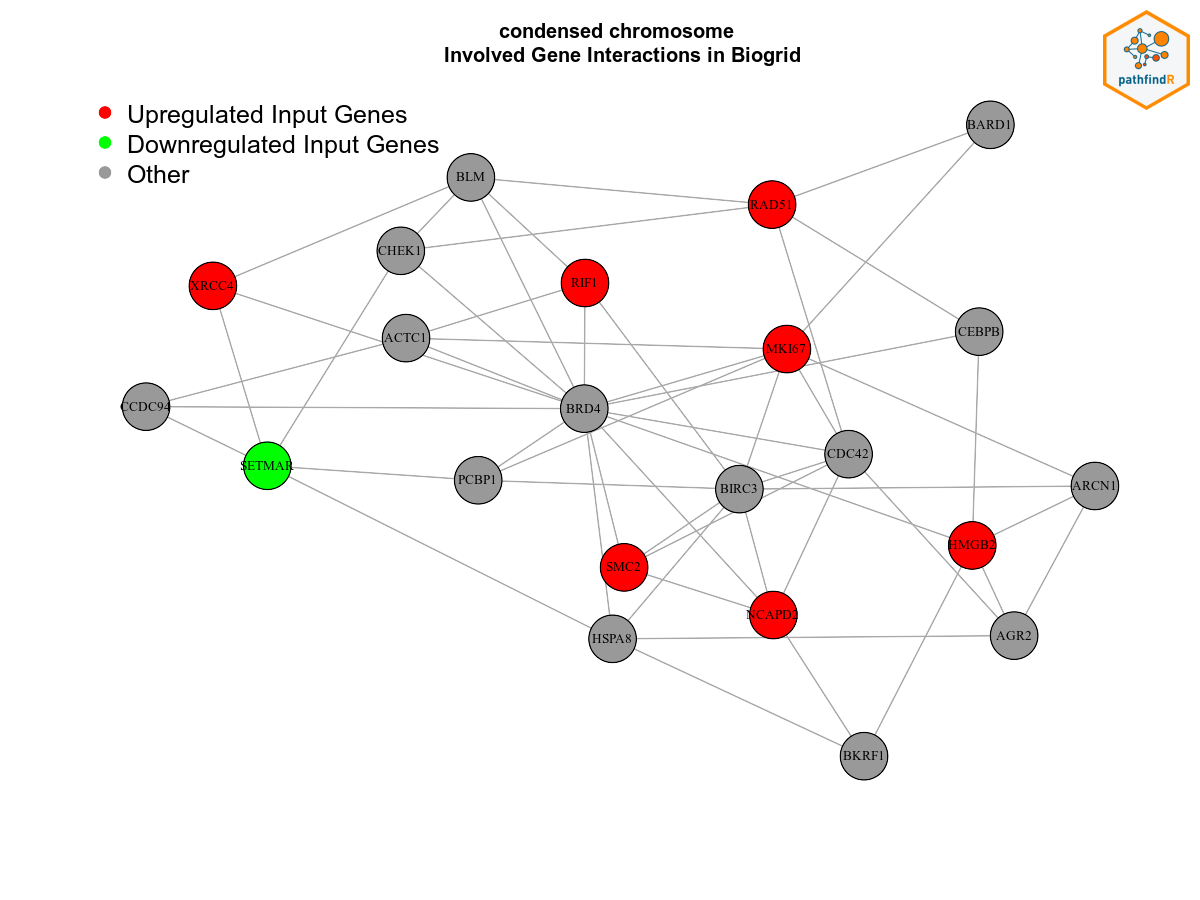 condensed chromosome
Involved Gene Interactions in Biogrid
pathfindR
Upregulated Input Genes
Downregulated Input Genes
Other
BARD1
BLM
RAD51
CHEK1
RIF1
XRCC4
CEBPB
ACTC1
MKI67
CCDC94
BRD4
CDC42
SETMAR
PCBP1
BIRC3
ARCN1
HMGB2
SMC2
NCAPD2
HSPA8
AGR2
BKRF1